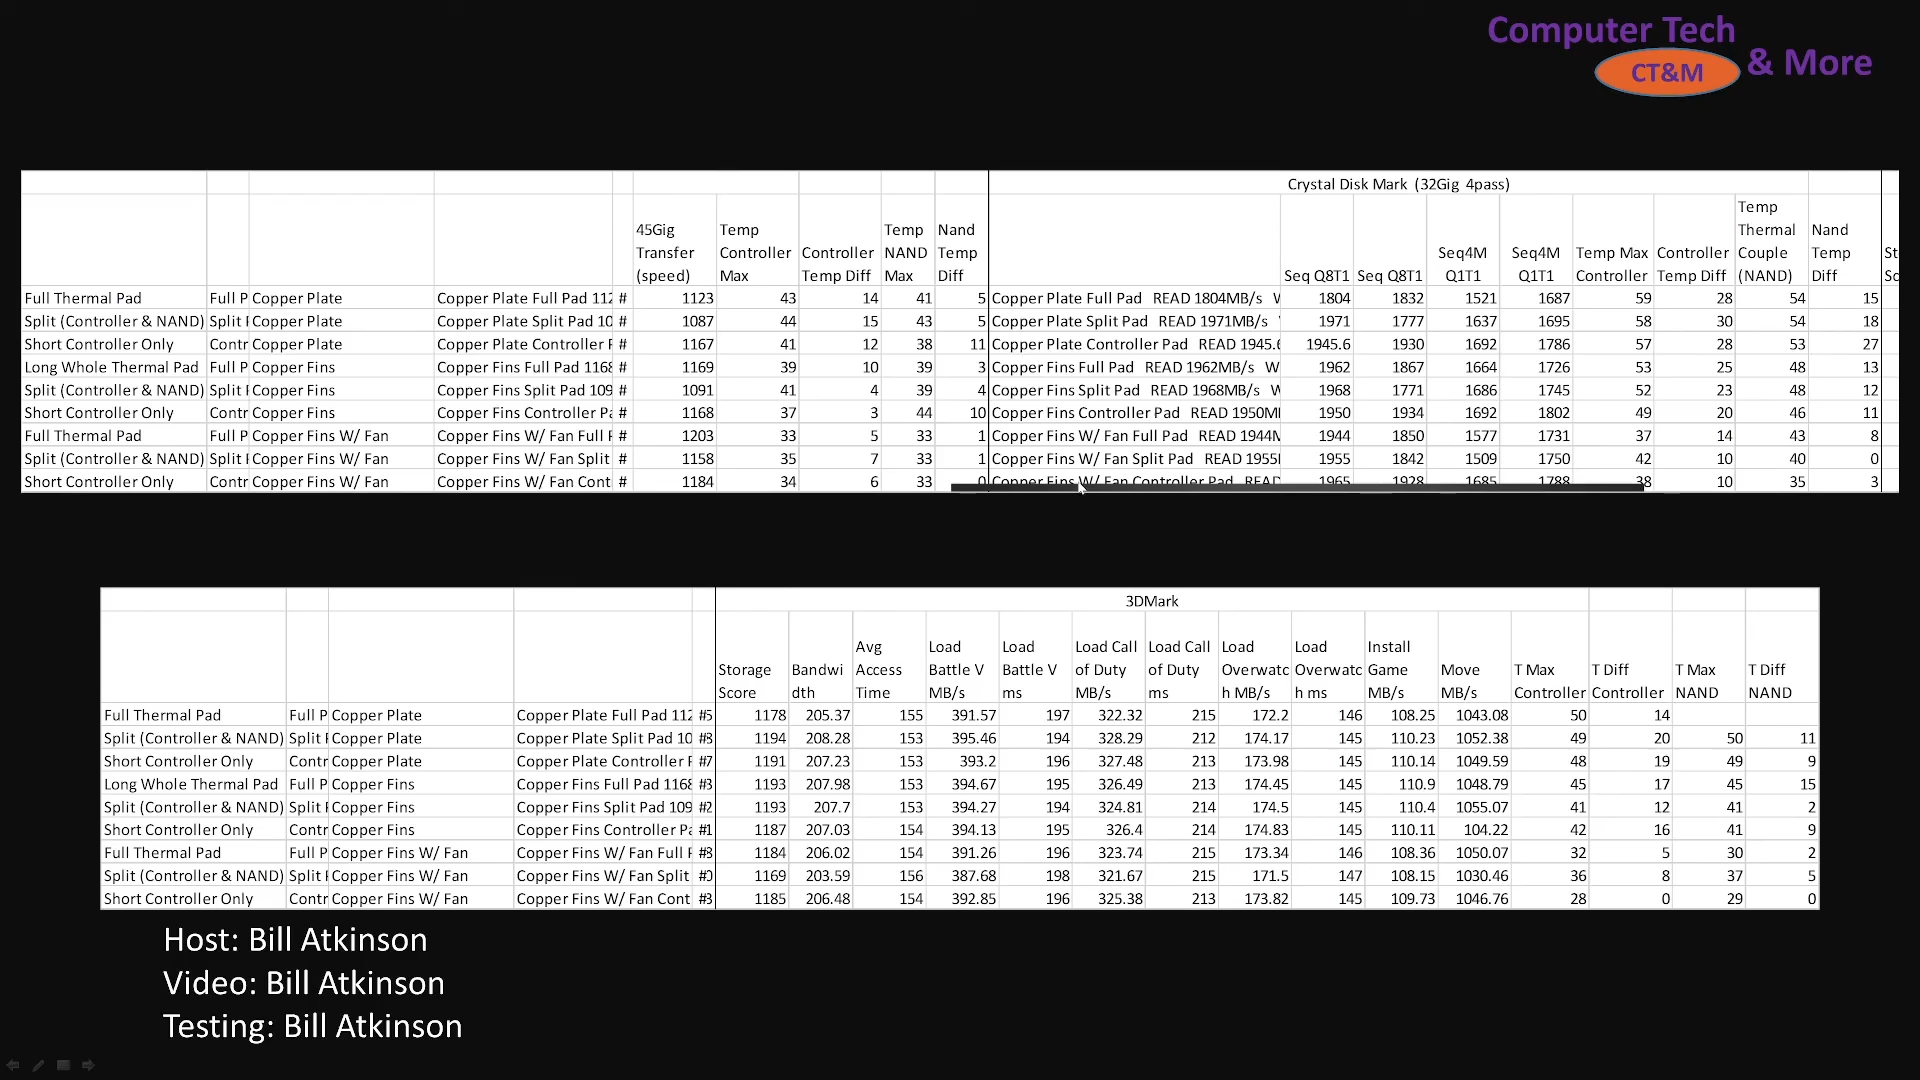 Computer Tech
CT&M & More
Crystal Disk Mark (32Gig 4pass)
45Gig Transfer (speed) Temp Controller Max Controller Temp Diff Temp NAND Max Nand Temp Diff Seq Q8T1 Seq Q8T1 Seq4M Q1T1 Seq4M Q1T1 Temp Max Controller Controller Temp Diff Temp Thermal Couple (NAND) Nand Temp Diff St Sc
Full Thermal Pad Full P Copper Plate Copper Plate Full Pad 112 # 1123 43 14 41 5 Copper Plate Full Pad READ 1804MB/s W 1804 1832 1521 1687 59 28 54 15
Split (Controller & NAND) Split Copper Plate Copper Plate Split Pad 10 # 1087 44 15 43 5 Copper Plate Split Pad READ 1971MB/s 1971 1777 1637 1695 58 30 54 18
Short Controller Only Contr Copper Plate Copper Plate Controller # 1167 41 12 38 11 Copper Plate Controller Pad READ 1945.6 1945.6 1930 1692 1786 57 28 53 27
Long Whole Thermal Pad Full P Copper Fins Copper Fins Full Pad 1168 # 1169 39 10 39 3 Copper Fins Full Pad READ 1962MB/s W 1962 1867 1664 1726 53 25 48 13
Split (Controller & NAND) Split Copper Fins Copper Fins Split Pad 109 # 1091 41 4 39 4 Copper Fins Split Pad READ 1968MB/s W 1968 1771 1686 1745 52 23 48 12
Short Controller Only Contr Copper Fins Copper Fins Controller Pa # 1168 37 3 44 10 Copper Fins Controller Pad READ 1950M 1950 1934 1692 1802 49 20 46 11
Full Thermal Pad Full P Copper Fins W/ Fan Copper Fins W/ Fan Full # 1203 33 5 33 1 Copper Fins W/ Fan Full Pad READ 1944M 1944 1850 1577 1731 37 14 43 8
Split (Controller & NAND) Split Copper Fins W/ Fan Copper Fins W/ Fan Split # 1158 35 7 33 1 Copper Fins W/ Fan Split Pad READ 1955 1955 1842 1509 1750 42 10 40 0
Short Controller Only Contr Copper Fins W/ Fan Copper Fins W/ Fan Cont # 1184 34 6 33 0 Copper Fins W/ Fan Controller Pad READ 1965 1928 1685 1788 38 10 35 3
3DMark
Storage Score Bandwi dth Avg Access Time Load Battle V MB/s Load Battle V ms Load Call of Duty MB/s Load Call of Duty ms Load Overwatc h MB/s Load Overwatc h ms Install Game MB/s Move MB/s T Max Controller T Diff Controller T Max NAND T Diff NAND
Full Thermal Pad Full P Copper Plate Copper Plate Full Pad 112 #5 1178 205.37 155 391.57 197 322.32 215 172.2 146 108.25 1043.08 50 14
Split (Controller & NAND) Split Copper Plate Copper Plate Split Pad 10 #3 1194 208.28 153 395.46 194 328.29 212 174.17 145 110.23 1052.38 49 20 50 11
Short Controller Only Contr Copper Plate Copper Plate Controller #7 1191 207.23 153 393.2 196 327.48 213 173.98 145 110.14 1049.59 48 19 49 9
Long Whole Thermal Pad Full P Copper Fins Copper Fins Full Pad 1168 #3 1193 207.98 153 394.67 195 326.49 213 174.45 145 110.9 1048.79 45 17 45 15
Split (Controller & NAND) Split Copper Fins Copper Fins Split Pad 109 #2 1193 207.7 153 394.27 194 324.81 214 174.5 145 110.4 1055.07 41 12 41 2
Short Controller Only Contr Copper Fins Copper Fins Controller Pa #1 1187 207.03 154 394.13 195 326.4 214 174.83 145 110.11 104.22 42 16 41 9
Full Thermal Pad Full P Copper Fins W/ Fan Copper Fins W/ Fan Full #3 1184 206.02 154 391.26 196 323.74 215 173.34 146 108.36 1050.07 32 5 30 2
Split (Controller & NAND) Split Copper Fins W/ Fan Copper Fins W/ Fan Split #0 1169 203.59 156 387.68 198 321.67 215 171.5 147 108.15 1030.46 36 8 37 5
Short Controller Only Contr Copper Fins W/ Fan Copper Fins W/ Fan Cont #3 1185 206.48 154 392.85 196 325.38 213 173.82 145 109.73 1046.76 28 0 29 0
Host: Bill Atkinson
Video: Bill Atkinson
Testing: Bill Atkinson